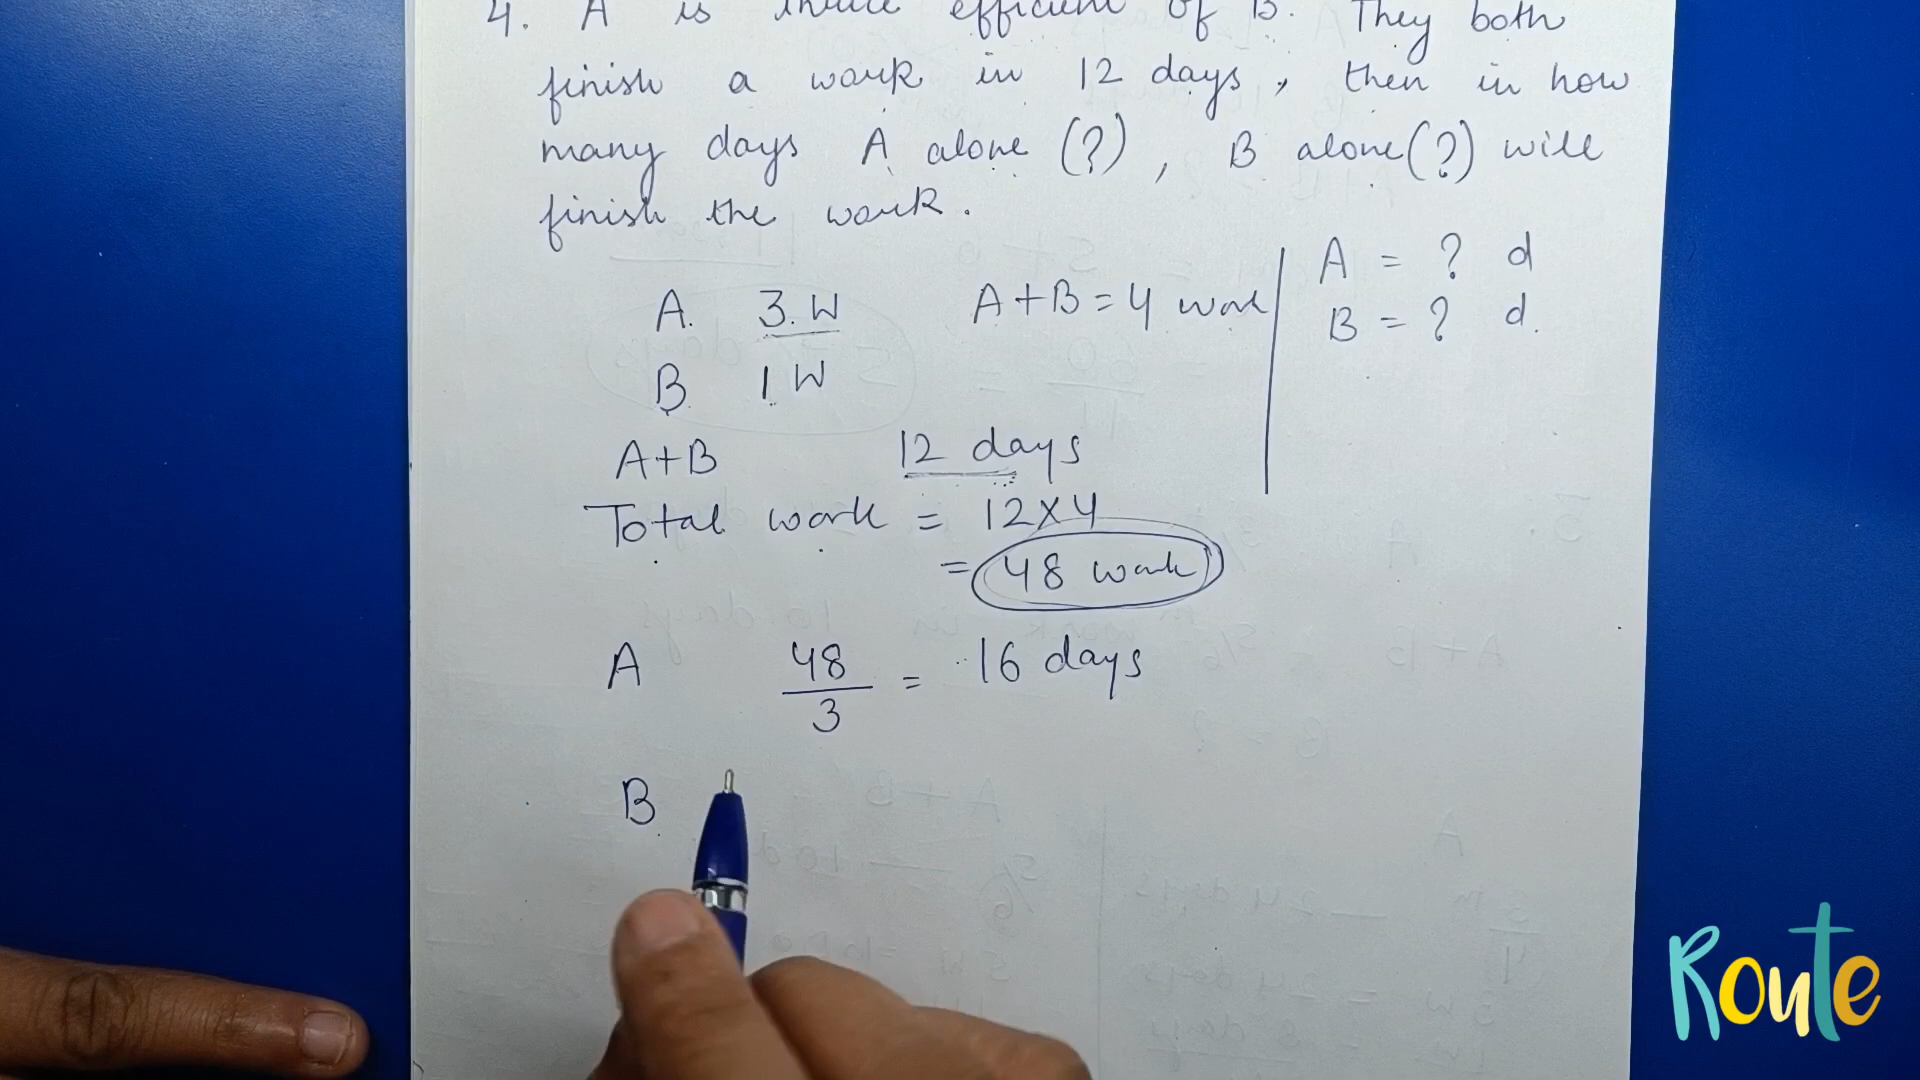 4. A is thrice efficient of B. They both
finish a work in 12 days, then in how
many days A alone (?), B alone (?) will
finish the work.
A = ? d
B = ? d.
A. 3. W
A + B = 4 work
B 1 W
A+B 12 days
Total work = 12 X 4
= 48 work
A 48/3 = 16 days
B
Route